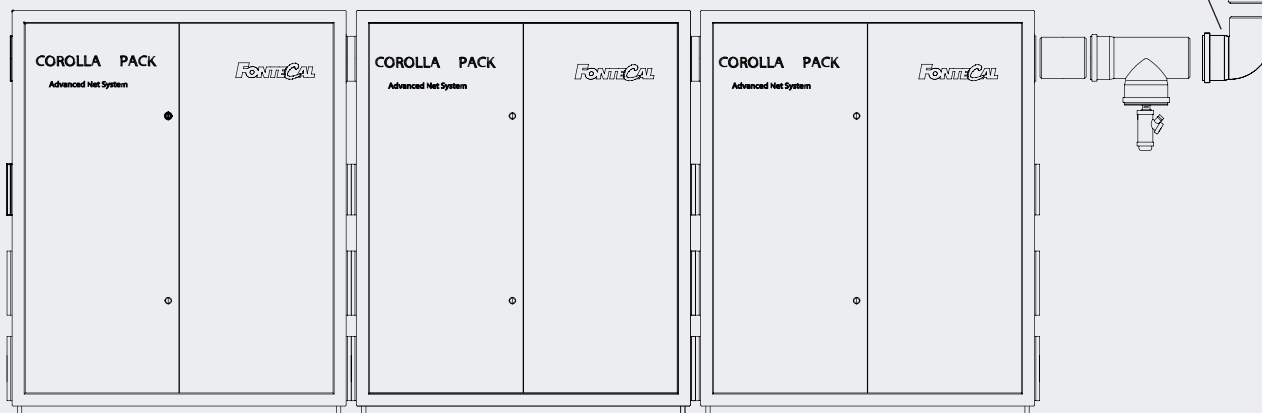 COROLLA PACK
FONTECAL
Advanced Net System
COROLLA PACK
FONTECAL
Advanced Net System
COROLLA PACK
FONTECAL
Advanced Net System